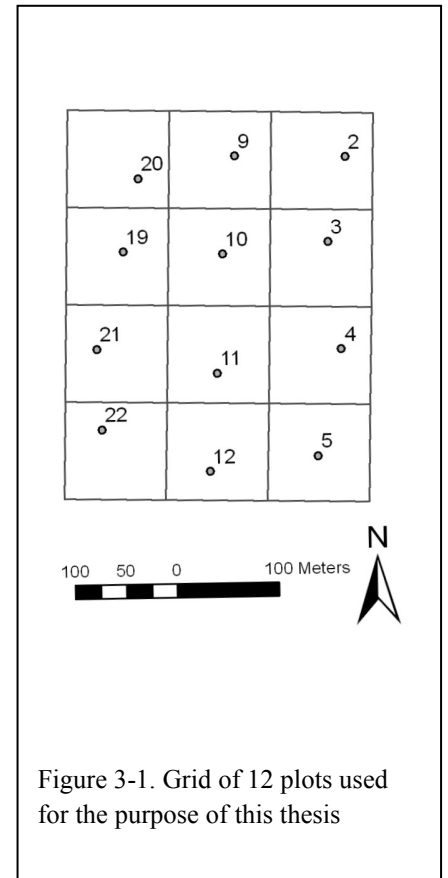 9 2
20
3
19 10
21 4
11
22
5
12
N
100 50 0 100 Meters
Figure 3-1. Grid of 12 plots used
for the purpose of this thesis